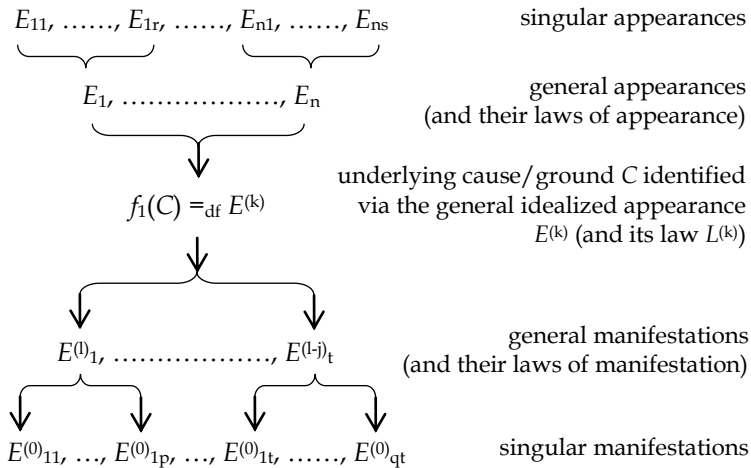 E₁₁, ……, E₁ᵣ, ……, Eₙ₁, ……, Eₙₛ singular appearances
general appearances
E₁, …………………, Eₙ
(and their laws of appearance)
underlying cause/ground C identified
f₁(C) =df E⁽ᵏ⁾ via the general idealized appearance
E⁽ᵏ⁾ (and its law L⁽ᵏ⁾)
general manifestations
E⁽ˡ⁾₁, ………………, E⁽ˡ⁻ʲ⁾ₜ
(and their laws of manifestation)
E⁽⁰⁾₁₁, …, E⁽⁰⁾₁ₚ, …, E⁽⁰⁾₁ₜ, ……, E⁽⁰⁾qt singular manifestations